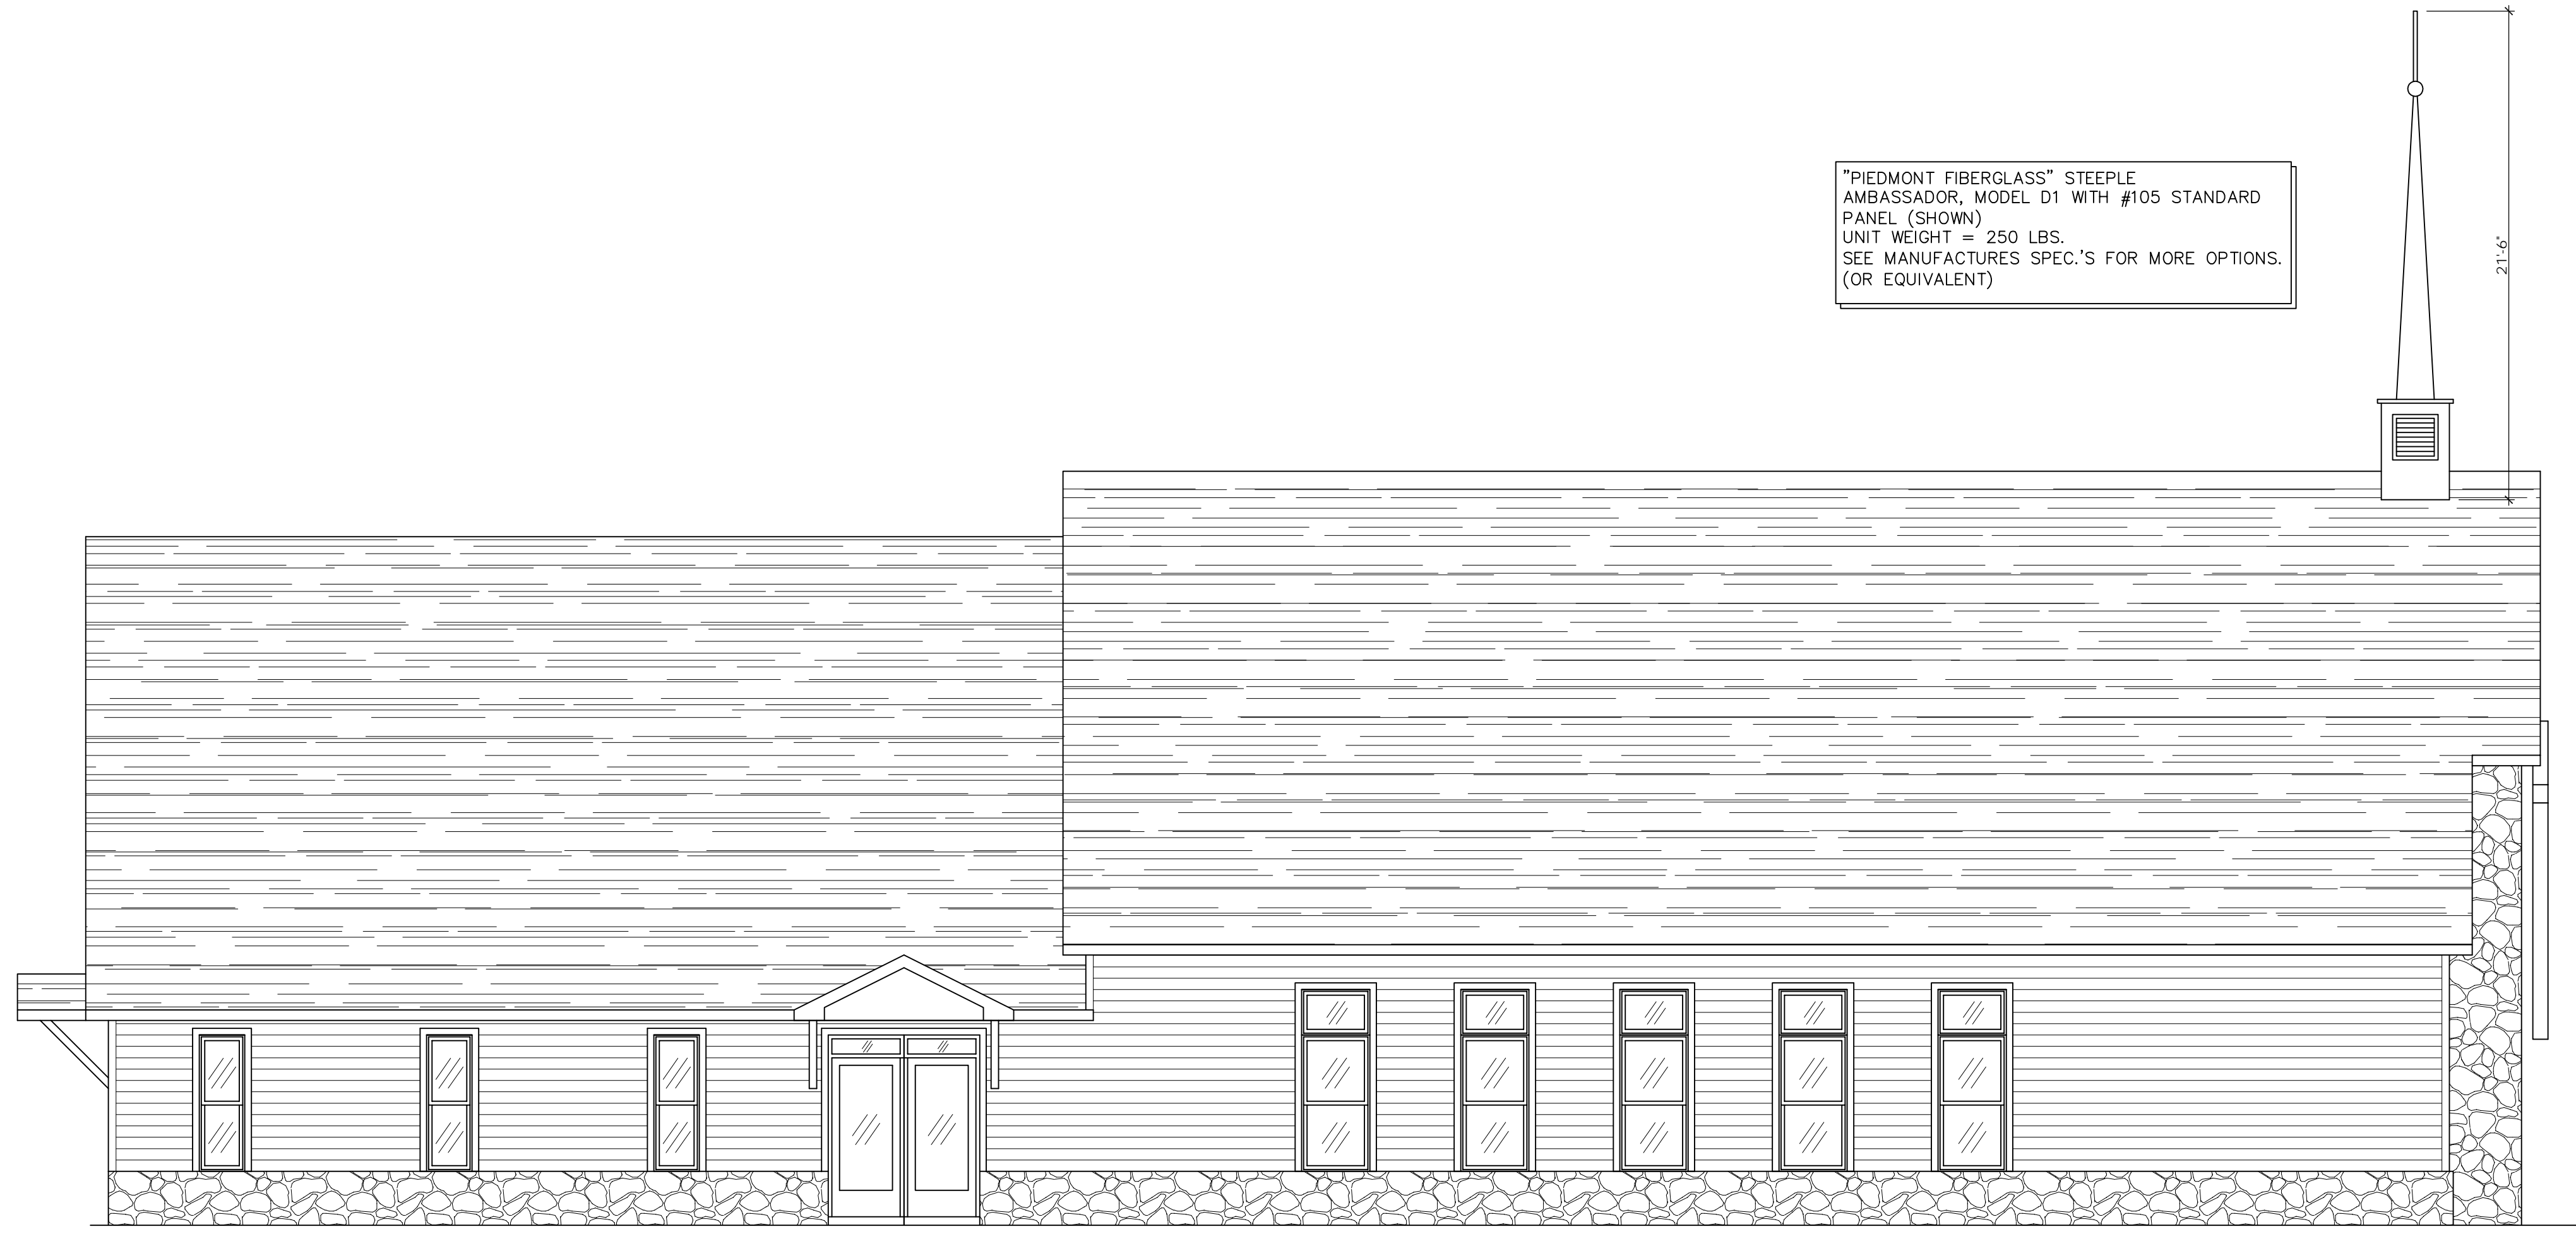 "PIEDMONT FIBERGLASS" STEEPLE
AMBASSADOR, MODEL D1 WITH #105 STANDARD
PANEL (SHOWN)
UNIT WEIGHT = 250 LBS.
SEE MANUFACTURES SPEC.'S FOR MORE OPTIONS.
(OR EQUIVALENT)
21'-6"